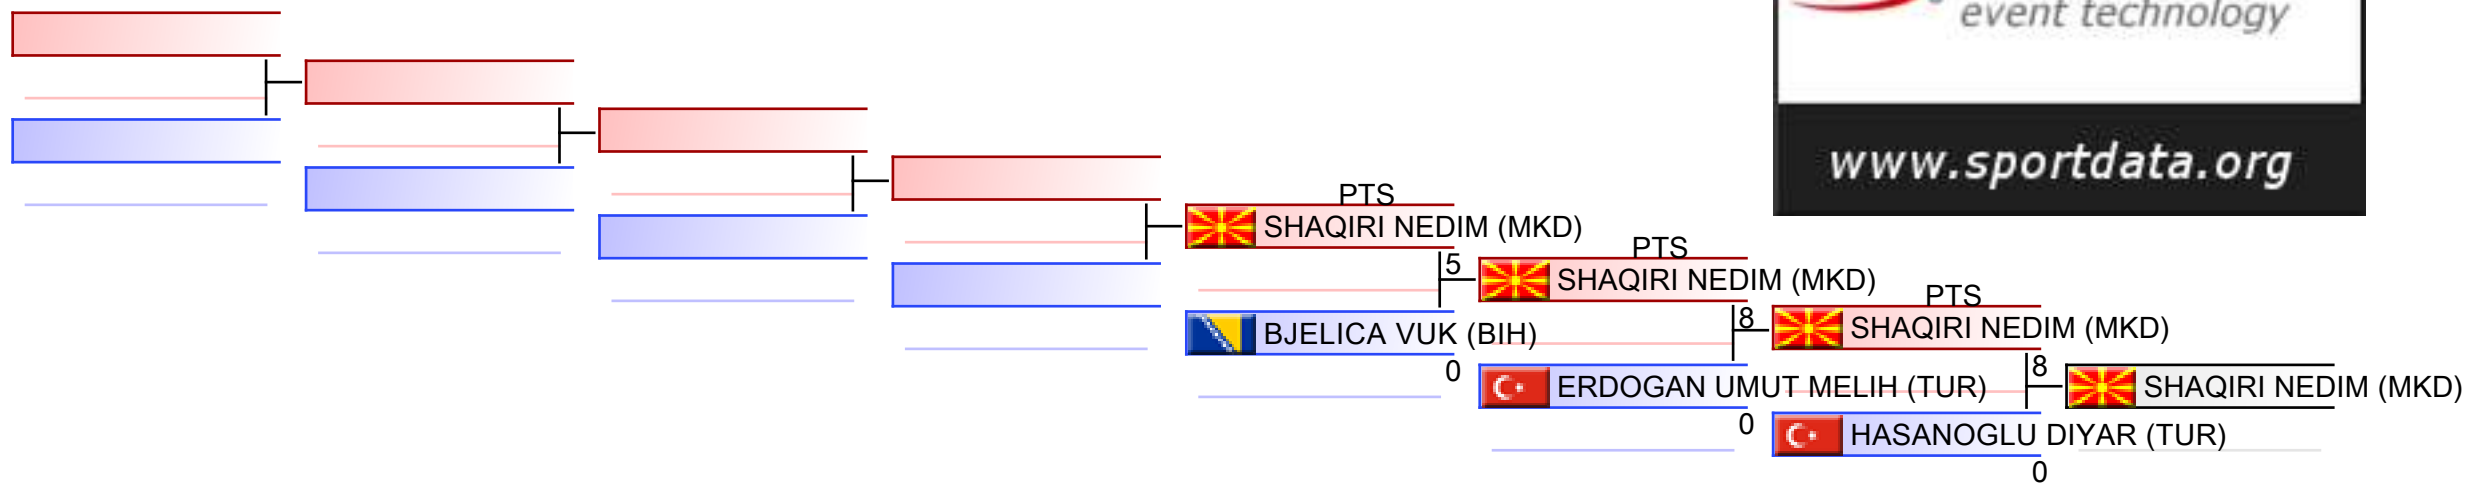 event technology
www.sportdata.org
PTS
SHAQIRI NEDIM (MKD)
5
BJELICA VUK (BIH)
0
PTS
SHAQIRI NEDIM (MKD)
8
ERDOGAN UMUT MELIH (TUR)
0
PTS
SHAQIRI NEDIM (MKD)
8
HASANOGLU DIYAR (TUR)
0
SHAQIRI NEDIM (MKD)